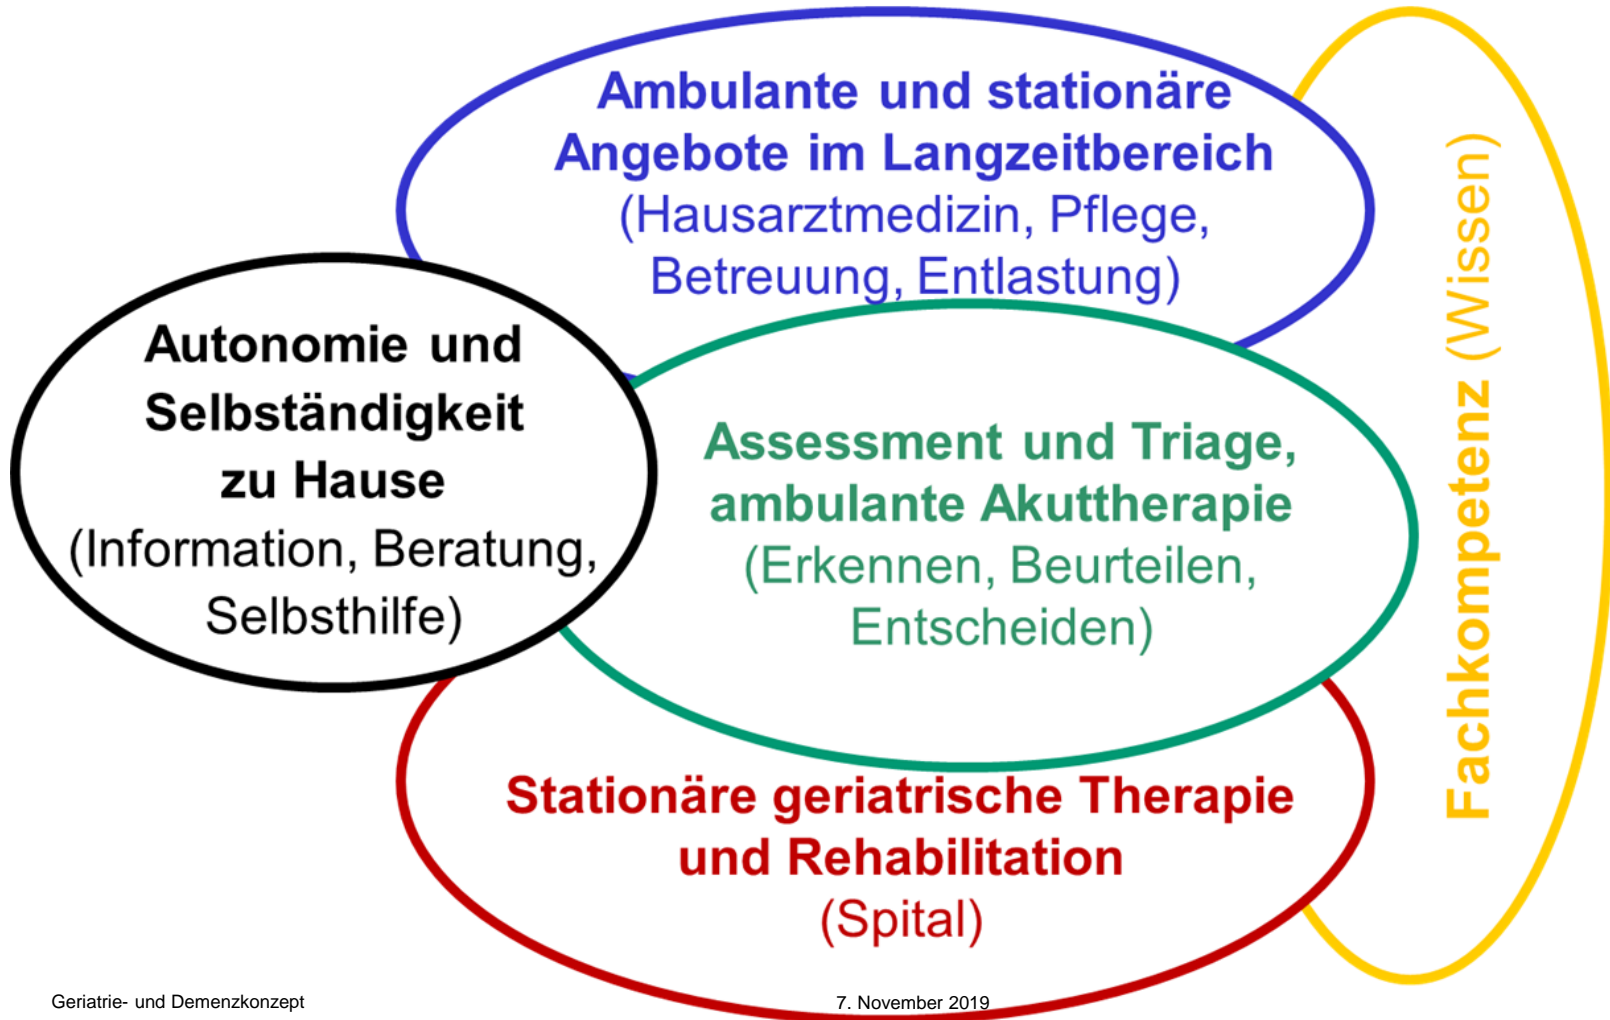 Ambulante und stationäre
Angebote im Langzeitbereich
(Hausarztmedizin, Pflege,
Betreuung, Entlastung)
Autonomie und
Selbständigkeit
zu Hause
(Information, Beratung,
Selbsthilfe)
Assessment und Triage,
ambulante Akuttherapie
(Erkennen, Beurteilen,
Entscheiden)
Stationäre geriatrische Therapie
und Rehabilitation
(Spital)
Fachkompetenz (Wissen)
Geriatrie- und Demenzkonzept
7. November 2019